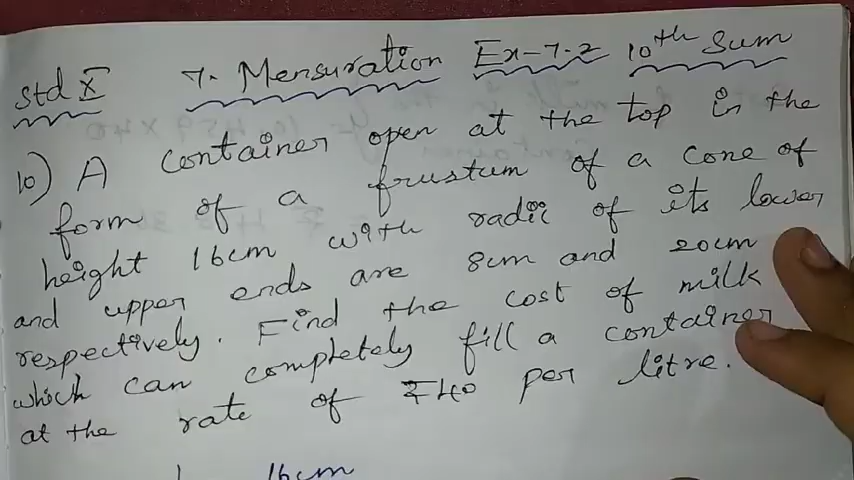 Std X 7. Mensuration Ex-7.2 10th Sum
10) A container open at the top in the
form of a frustum of a cone of
height 16cm with radii of its lower
and upper ends are 8cm and 20cm
respectively. Find the cost of milk
which can completely fill a container
at the rate of ₹40 per litre.
16cm